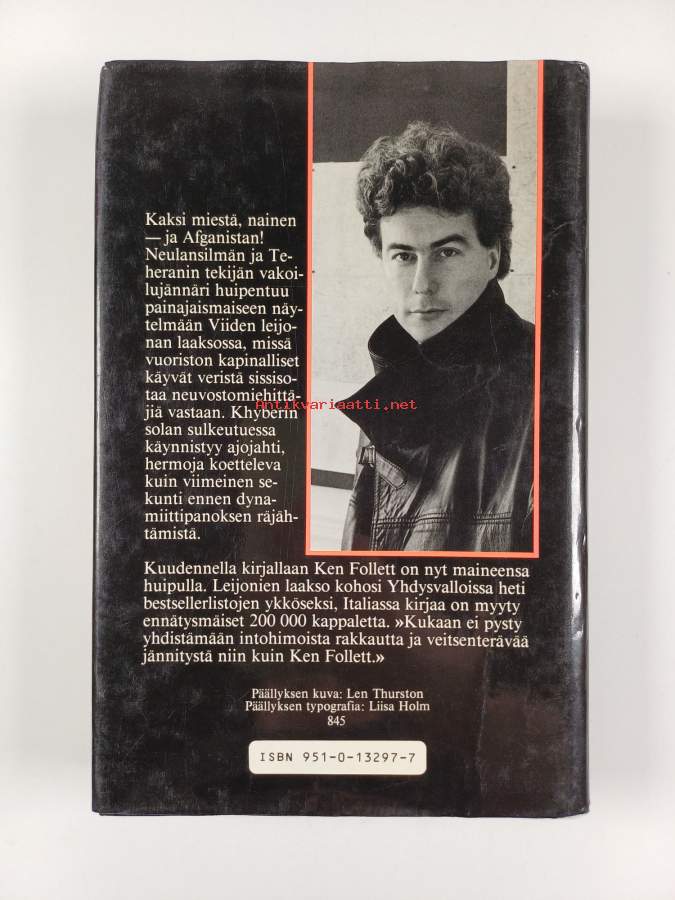 Kaksi miestä, nainen
— ja Afganistan!
Neulansilmän ja Te-
heranin tekijän vakoi-
lujännäri huipentuu
painajaismaiseen näy-
telmään Viiden leijo-
nan laaksossa, missä
vuoriston kapinalliset
käyvät veristä sissiso-
taa neuvostomiehittä-
jiä vastaan. Khyberin
solan sulkeutuessa
käynnistyy ajojahti,
hermoja koetteleva
kuin viimeinen se-
kunti ennen dyna-
miittipanoksen räjäh-
tämistä.
Antikvariaatti.net
Kuudennella kirjallaan Ken Follett on nyt maineensa
huipulla. Leijonien laakso kohosi Yhdysvalloissa heti
bestsellerlistojen ykköseksi, Italiassa kirjaa on myyty
ennätysmäiset 200 000 kappaletta. »Kukaan ei pysty
yhdistämään intohimoista rakkautta ja veitsenterävää
jännitystä niin kuin Ken Follett.»
Päällyksen kuva: Len Thurston
Päällyksen typografia: Liisa Holm
845
ISBN 951-0-13297-7